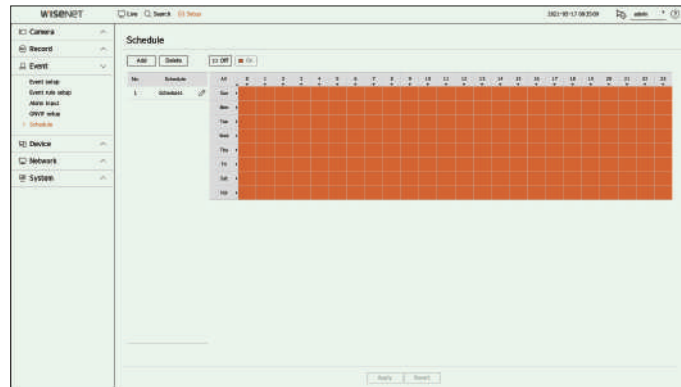 WISENET
Live Search Setup
admin
Camera
Record
Event
Event setup
Event rule setup
Alarm input
ONVIF setup
Schedule
Device
Network
System
Schedule
Add Delete Off On
No Schedule All 0 1 2 3 4 5 6 7 8 9 10 11 12 13 14 15 16 17 18 19 20 21 22 23
1 Schedule1 Sun
Mon
Tue
Wed
Thu
Fri
Sat
Hol
Apply Revert